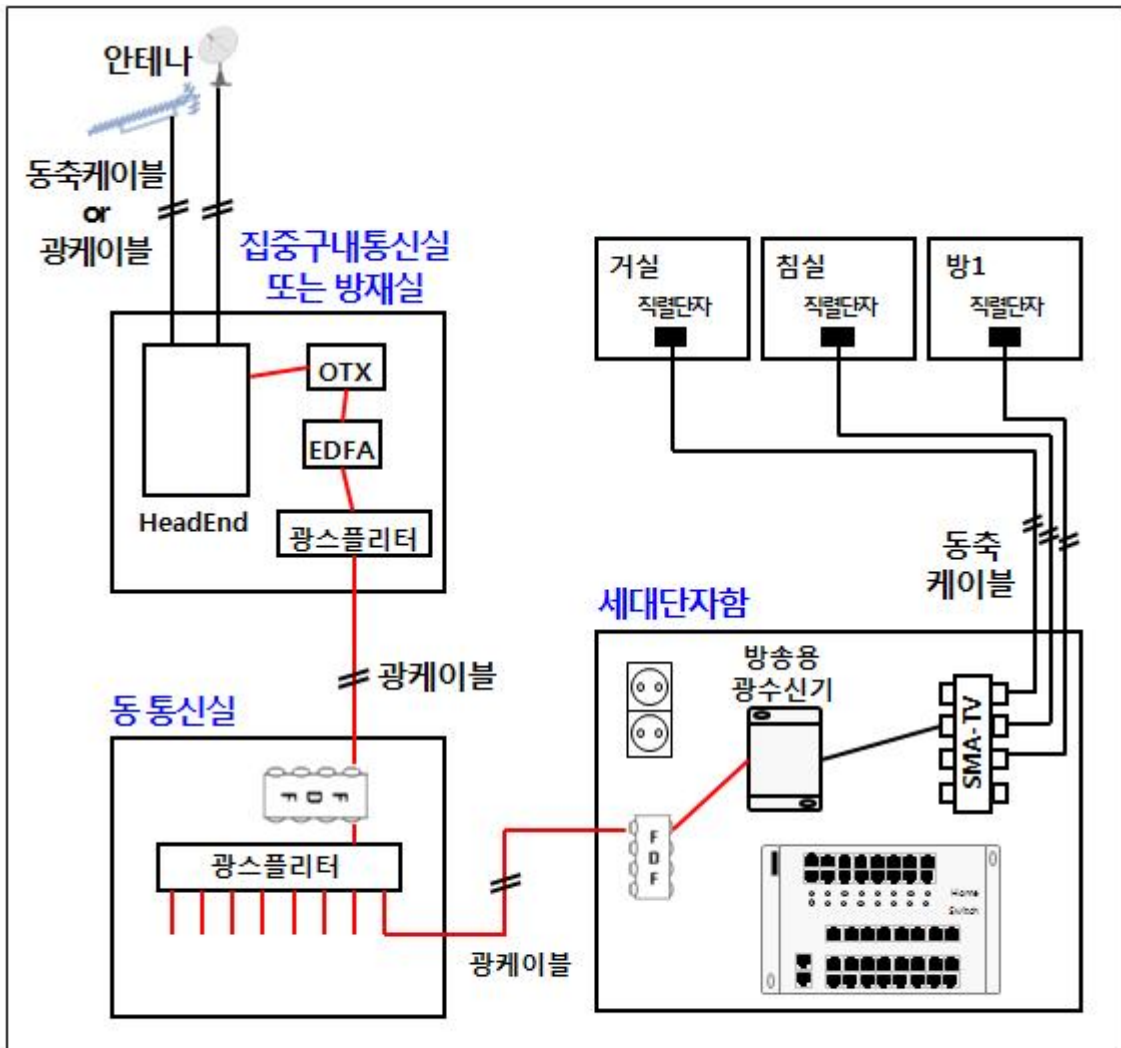 안테나
동축케이블
or
광케이블
집중구내통신실
또는 방재실
OTX
EDFA
HeadEnd
광스플리터
광케이블
동 통신실
FDF
광스플리터
광케이블
거실
직렬단자
침실
직렬단자
방1
직렬단자
동축
케이블
세대단자함
방송용
광수신기
SMA-TV
FDF
Home
Switch